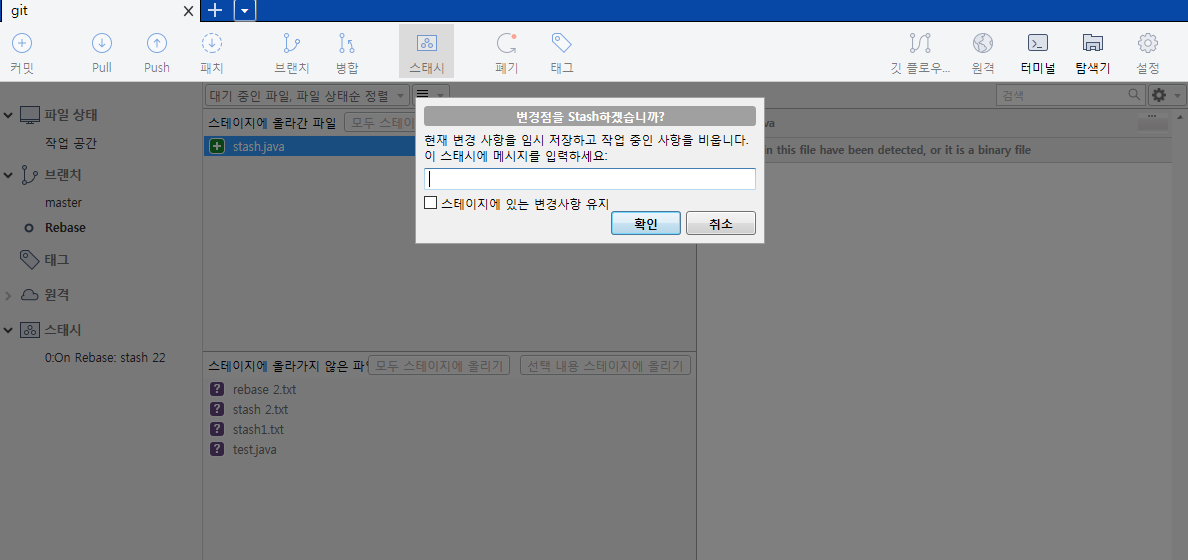 git
커밋
Pull
Push
패치
브랜치
병합
스태시
폐기
태그
깃 플로우...
원격
터미널
탐색기
설정
파일 상태
작업 공간
브랜치
master
Rebase
태그
원격
스태시
0:On Rebase: stash 22
대기 중인 파일, 파일 상태순 정렬
검색
스테이지에 올라간 파일
모두 스테이
stash.java
변경점을 Stash하겠습니까?
현재 변경 사항을 임시 저장하고 작업 중인 사항을 비웁니다.
이 스태시에 메시지를 입력하세요:
스테이지에 있는 변경사항 유지
확인
취소
va
in this file have been detected, or it is a binary file
스테이지에 올라가지 않은 파일
모두 스테이지에 올리기
선택 내용 스테이지에 올리기
rebase 2.txt
stash 2.txt
stash1.txt
test.java